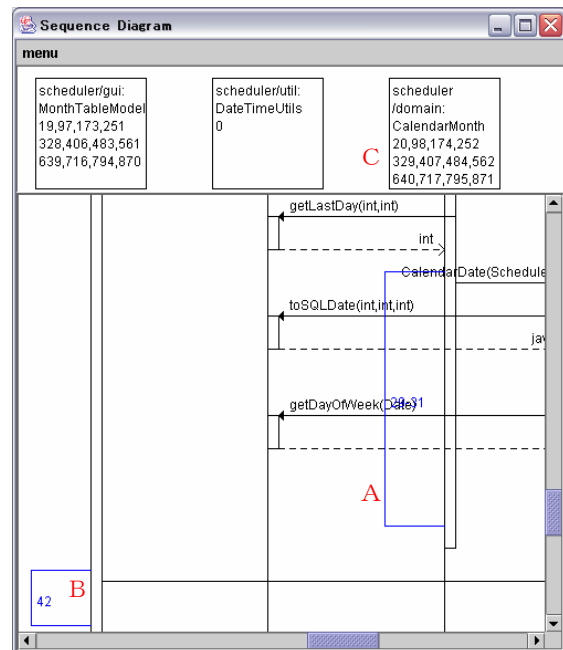 Sequence Diagram
menu
scheduler/gui:
MonthTableModel
19,97,173,251
328,406,483,561
639,716,794,870
scheduler/util:
DateTimeUtils
0
scheduler
/domain:
CalendarMonth
20,98,174,252
329,407,484,562
640,717,795,871
C
getLastDay(int,int)
int
CalendarDate(Schedule
toSQLDate(int,int,int)
jav
getDayOfWeek(Date)
28-31
A
B
42